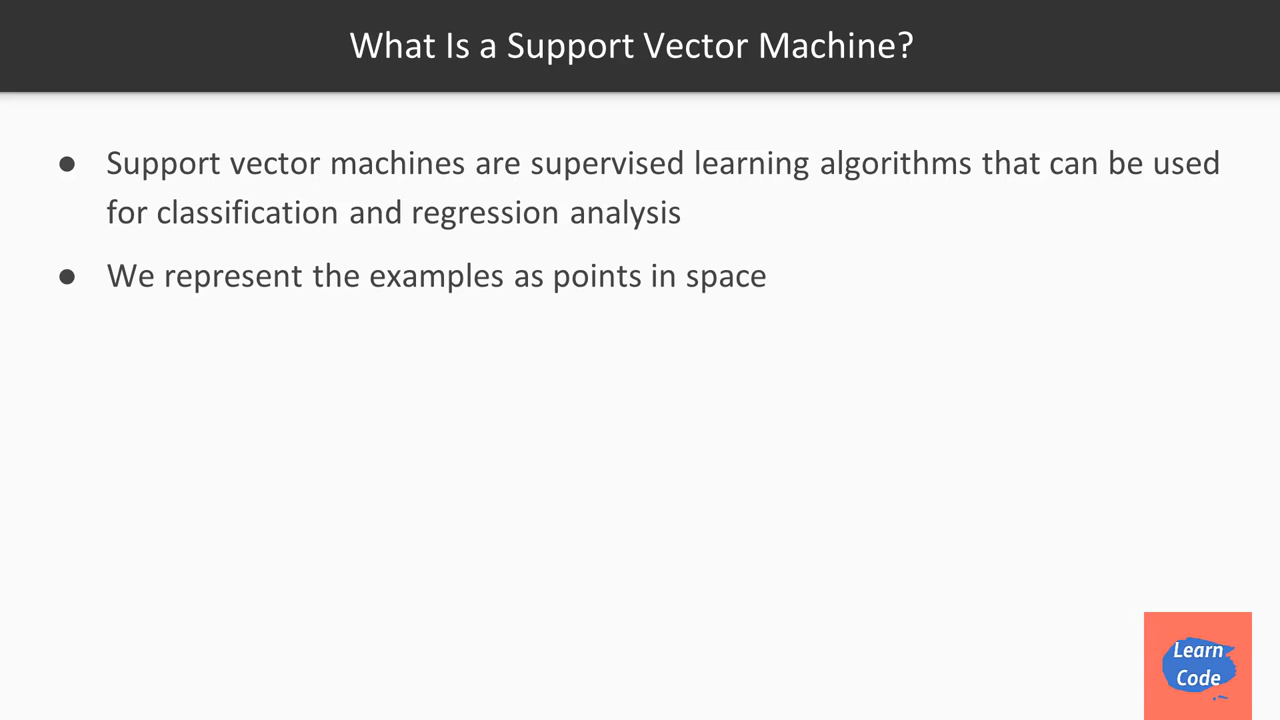 What Is a Support Vector Machine?
● Support vector machines are supervised learning algorithms that can be used
for classification and regression analysis
● We represent the examples as points in space
Learn
Code